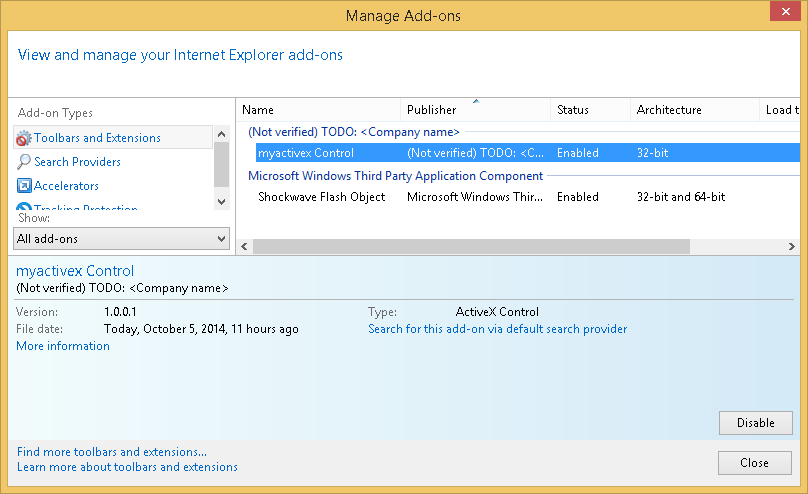 Manage Add-ons
View and manage your Internet Explorer add-ons
Add-on Types
Toolbars and Extensions
Search Providers
Accelerators
Tracking Protection
Show:
All add-ons
Name Publisher Status Architecture Load t
(Not verified) TODO: <Company name>
myactivex Control (Not verified) TODO: <C... Enabled 32-bit
Microsoft Windows Third Party Application Component
Shockwave Flash Object Microsoft Windows Thir... Enabled 32-bit and 64-bit
myactivex Control
(Not verified) TODO: <Company name>
Version: 1.0.0.1 Type: ActiveX Control
File date: Today, October 5, 2014, 11 hours ago Search for this add-on via default search provider
More information
Disable
Find more toolbars and extensions...
Learn more about toolbars and extensions
Close